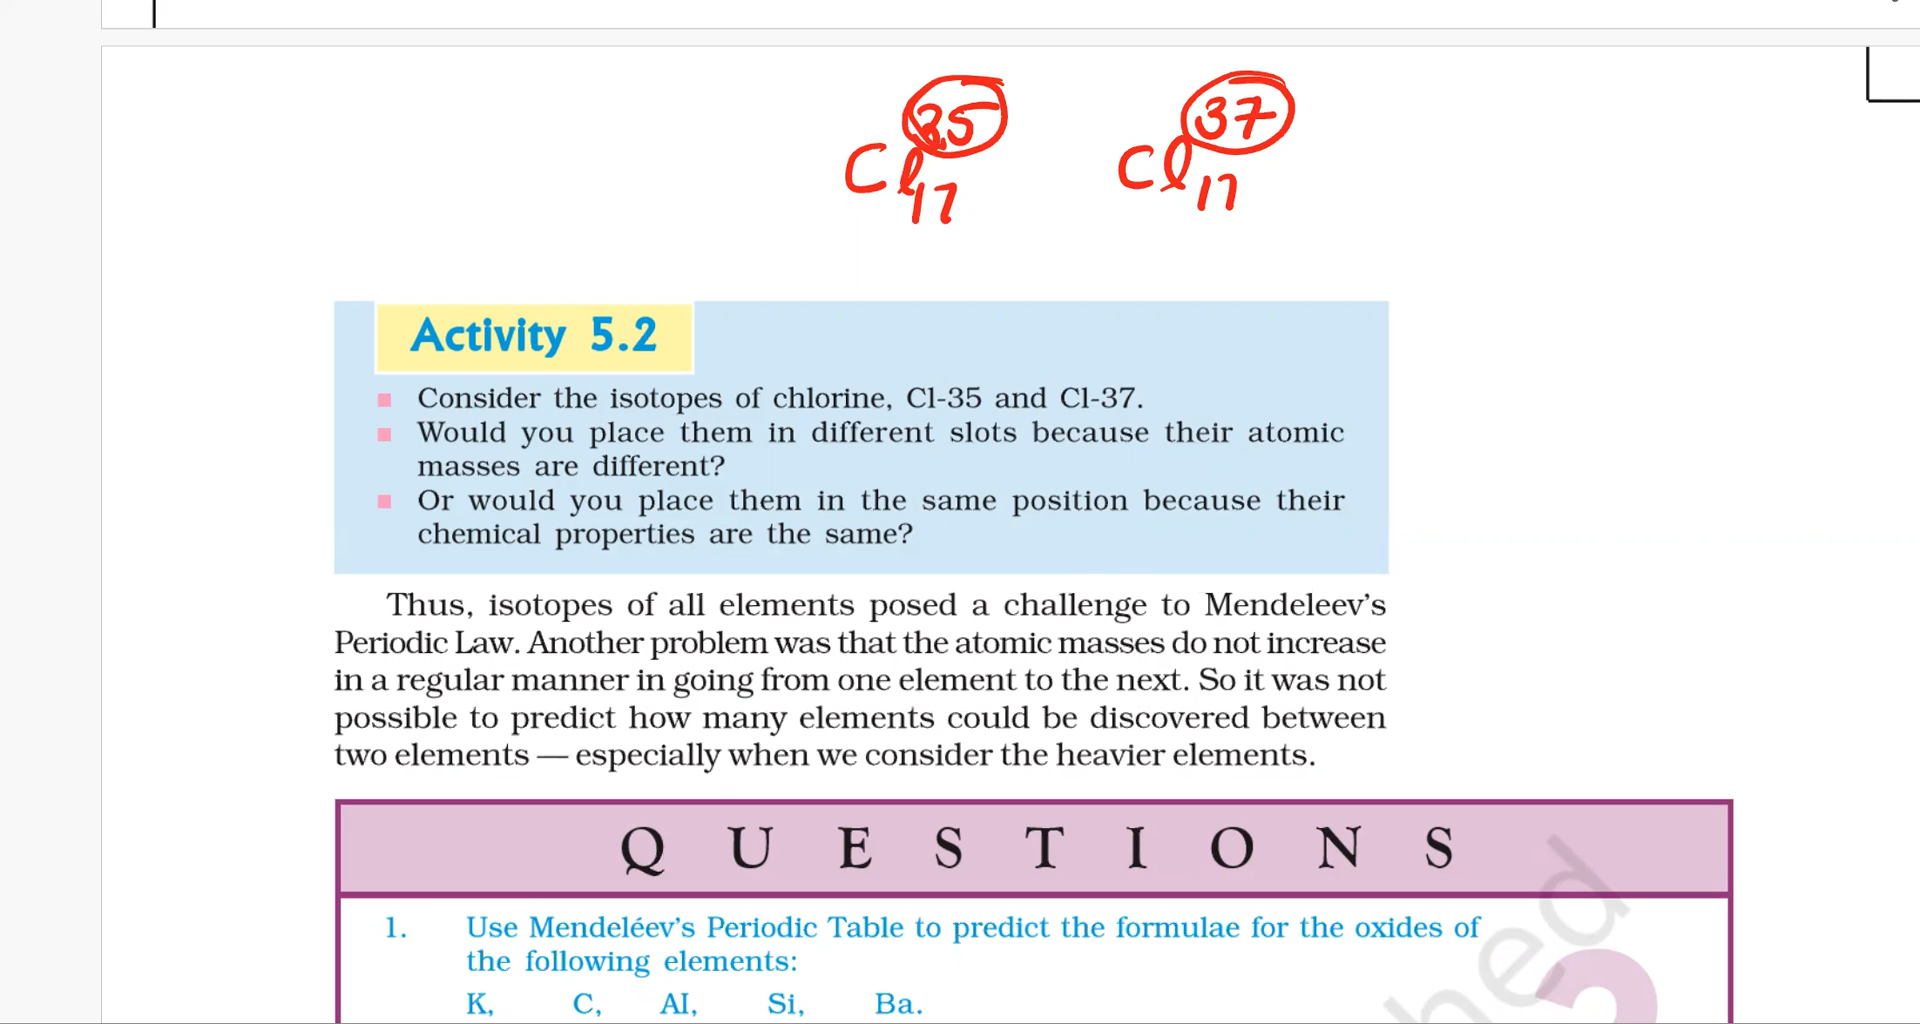 Cl 35 17 Cl 37 17
Activity 5.2
Consider the isotopes of chlorine, Cl-35 and Cl-37.
Would you place them in different slots because their atomic
masses are different?
Or would you place them in the same position because their
chemical properties are the same?
Thus, isotopes of all elements posed a challenge to Mendeleev’s
Periodic Law. Another problem was that the atomic masses do not increase
in a regular manner in going from one element to the next. So it was not
possible to predict how many elements could be discovered between
two elements — especially when we consider the heavier elements.
Q U E S T I O N S
1. Use Mendeléev’s Periodic Table to predict the formulae for the oxides of
the following elements:
K, C, AI, Si, Ba.